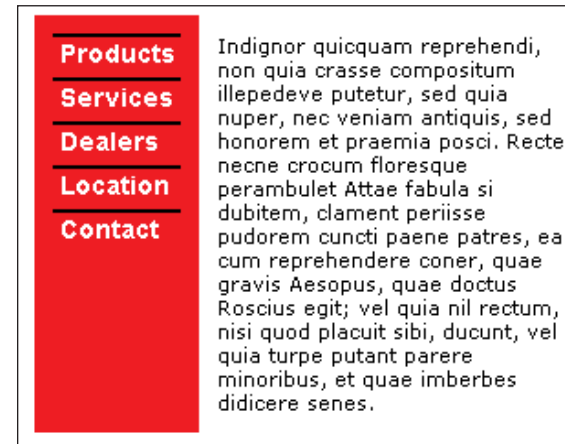 Products
Services
Dealers
Location
Contact
Indignor quicquam reprehendi,
non quia crasse compositum
illepedeve putetur, sed quia
nuper, nec veniam antiquis, sed
honorem et praemia posci. Recte
necne crocum floresque
perambulet Attae fabula si
dubitem, clament periisse
pudorem cuncti paene patres, ea
cum reprehendere coner, quae
gravis Aesopus, quae doctus
Roscius egit; vel quia nil rectum,
nisi quod placuit sibi, ducunt, vel
quia turpe putant parere
minoribus, et quae imberbes
didicere senes.